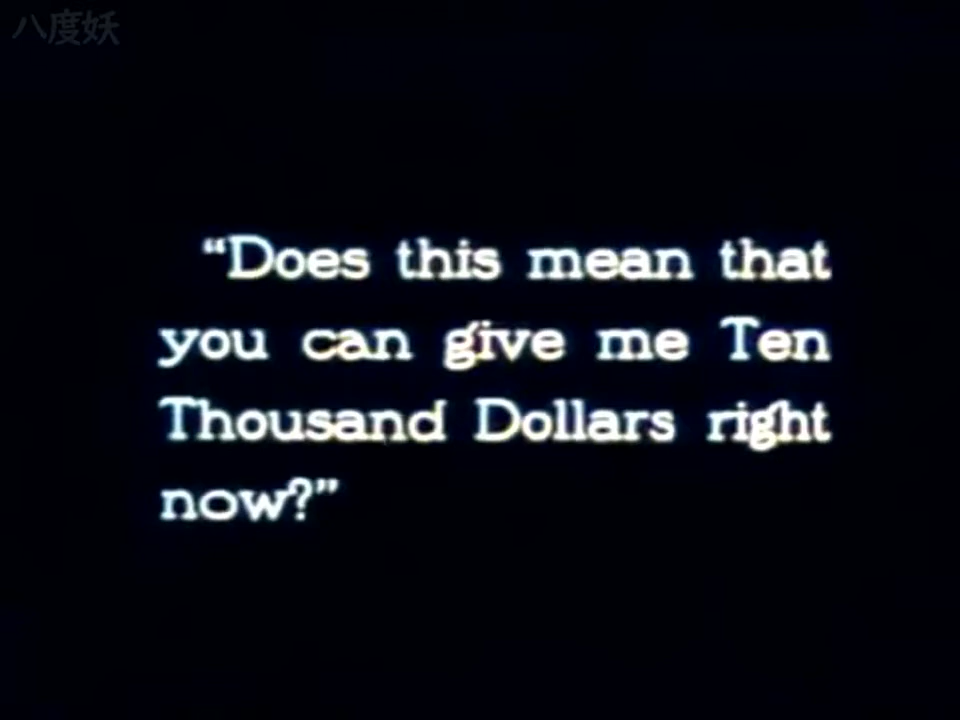 八度妖
“Does this mean that
you can give me Ten
Thousand Dollars right
now?”